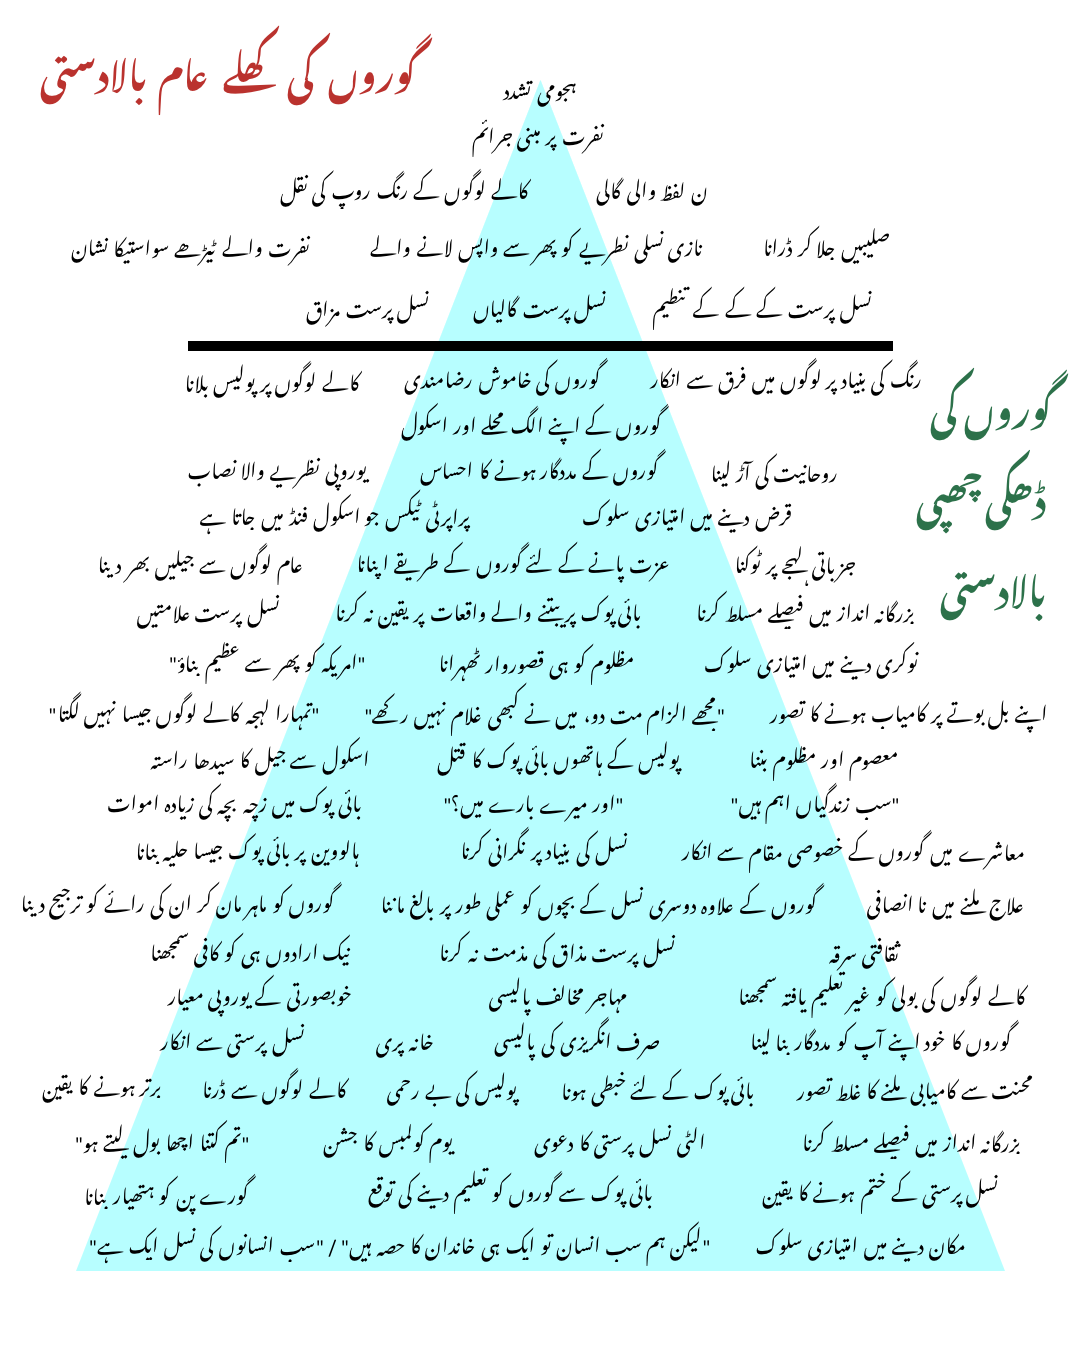 گوروں کی کھلے عام بالادستی
ہجومی تشدد
نفرت پر مبنی جرائم
ن لفظ والی گالی کالے لوگوں کے رنگ روپ کی نقل
صلیبیں جلا کر ڈرانا نازی نسلی نظریے کو پھر سے واپس لانے والے نفرت والے ٹیڑھے سواستیکا نشان
نسل پرست کے کے کے تنظیم نسل پرست گالیاں نسل پرست مزاق
رنگ کی بنیاد پر لوگوں میں فرق سے انکار گوروں کی خاموش رضامندی کالے لوگوں پر پولیس بلانا
گوروں کی ڈھکی چھپی بالادستی
گوروں کے اپنے الگ محلے اور اسکول
روحانیت کی آڑ لینا گوروں کے مددگار ہونے کا احساس یوروپی نظریے والا نصاب
قرض دینے میں امتیازی سلوک پراپرٹی ٹیکس جو اسکول فنڈ میں جاتا ہے
جزباتی لہجے پر ٹوکنا عزت پانے کے لئے گوروں کے طریقے اپنانا عام لوگوں سے جیلیں بھر دینا
بزرگانہ انداز میں فیصلے مسلط کرنا بائی پوک پر بیتنے والے واقعات پر یقین نہ کرنا نسل پرست علامتیں
نوکری دینے میں امتیازی سلوک مظلوم کو ہی قصوروار ٹھہرانا "امریکہ کو پھر سے عظیم بناؤ"
اپنے بل بوتے پر کامیاب ہونے کا تصور "مجھے الزام مت دو، میں نے کبھی غلام نہیں رکھے" "تمہارا لہجہ کالے لوگوں جیسا نہیں لگتا"
معصوم اور مظلوم بننا پولیس کے ہاتھوں بائی پوک کا قتل اسکول سے جیل کا سیدھا راستہ
"سب زندگیاں اہم ہیں" "اور میرے بارے میں؟" بائی پوک میں زچہ بچہ کی زیادہ اموات
معاشرے میں گوروں کے خصوصی مقام سے انکار نسل کی بنیاد پر نگرانی کرنا ہالووین پر بائی پوک جیسا حلیہ بنانا
علاج ملنے میں نا انصافی گوروں کے علاوہ دوسری نسل کے بچوں کو عملی طور پر بالغ ماننا گوروں کو ماہر مان کر ان کی رائے کو ترجیح دینا
ثقافتی سرقہ نسل پرست مذاق کی مذمت نہ کرنا نیک ارادوں ہی کو کافی سمجھنا
کالے لوگوں کی بولی کو غیر تعلیم یافتہ سمجھنا مہاجر مخالف پالیسی خوبصورتی کے یوروپی معیار
گوروں کا خود اپنے آپ کو مددگار بنا لینا صرف انگریزی کی پالیسی خانہ پری نسل پرستی سے انکار
محنت سے کامیابی ملنے کا غلط تصور بائی پوک کے لئے خبطی ہونا پولیس کی بے رحمی کالے لوگوں سے ڈرنا برتر ہونے کا یقین
بزرگانہ انداز میں فیصلے مسلط کرنا الٹی نسل پرستی کا دعوی یوم کولمبس کا جشن "تم کتنا اچھا بول لیتے ہو"
نسل پرستی کے ختم ہونے کا یقین بائی پوک سے گوروں کو تعلیم دینے کی توقع گورے پن کو ہتھیار بنانا
مکان دینے میں امتیازی سلوک "لیکن ہم سب انسان تو ایک ہی خاندان کا حصہ ہیں" / "سب انسانوں کی نسل ایک ہے"